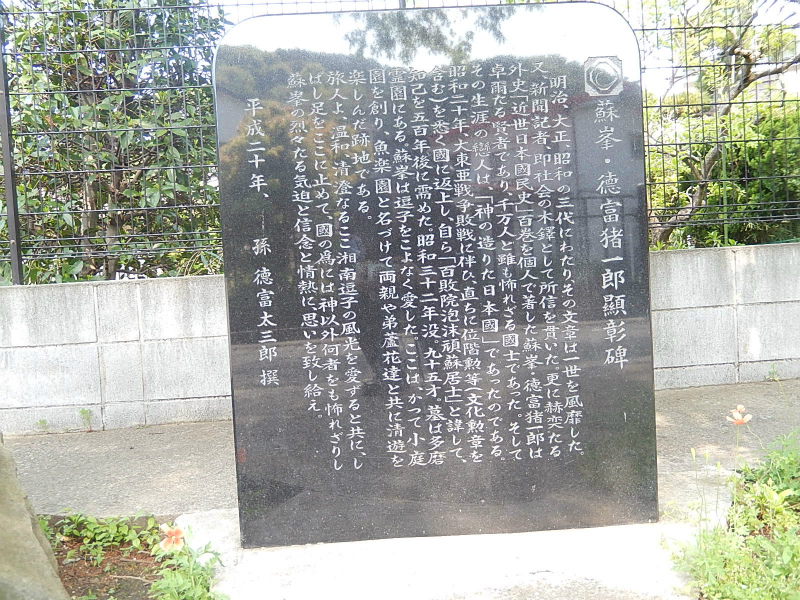 蘇峯・德富猪一郎顯彰碑
明治、大正、昭和の三代にわたり、その文章は一世を風靡した。
又、新聞記者、即社会の木鐸として所信を貫いた。更に赫奕たる
外史「近世日本國民史」百巻を個人で著した蘇峯 德富猪一郎は
卓爾たる賢者であり千万人と雖も怖れざる國士であった。そして
その生涯の戀人は、「神の造りた日本國」であったのである。
昭和二十年、大東亜戦争敗戦に伴ひ、直ちに位階勲等（文化勲章を
含む）を悉く國に返上し、自ら「百敗院泡沫頑蘇居士」と諱して、
知己を五百年後に需めた。昭和三十二年没。九十五才。墓は多磨
霊園にある。蘇峯は逗子をこよなく愛した。ここは、かつて小庭
園を創り、魚楽園と名づけて両親や弟蘆花達と共に清遊を
楽しんだ跡地である。
旅人よ、温和、清澄なるここ湘南逗子の風光を愛ずると共に、し
ばし足をここに止めて、國の為には神以外何者をも怖れざりし
蘇峯の烈々たる気迫と信念と情熱に、思いを致し給え。
平成二十年、 孫 德富太三郎 撰